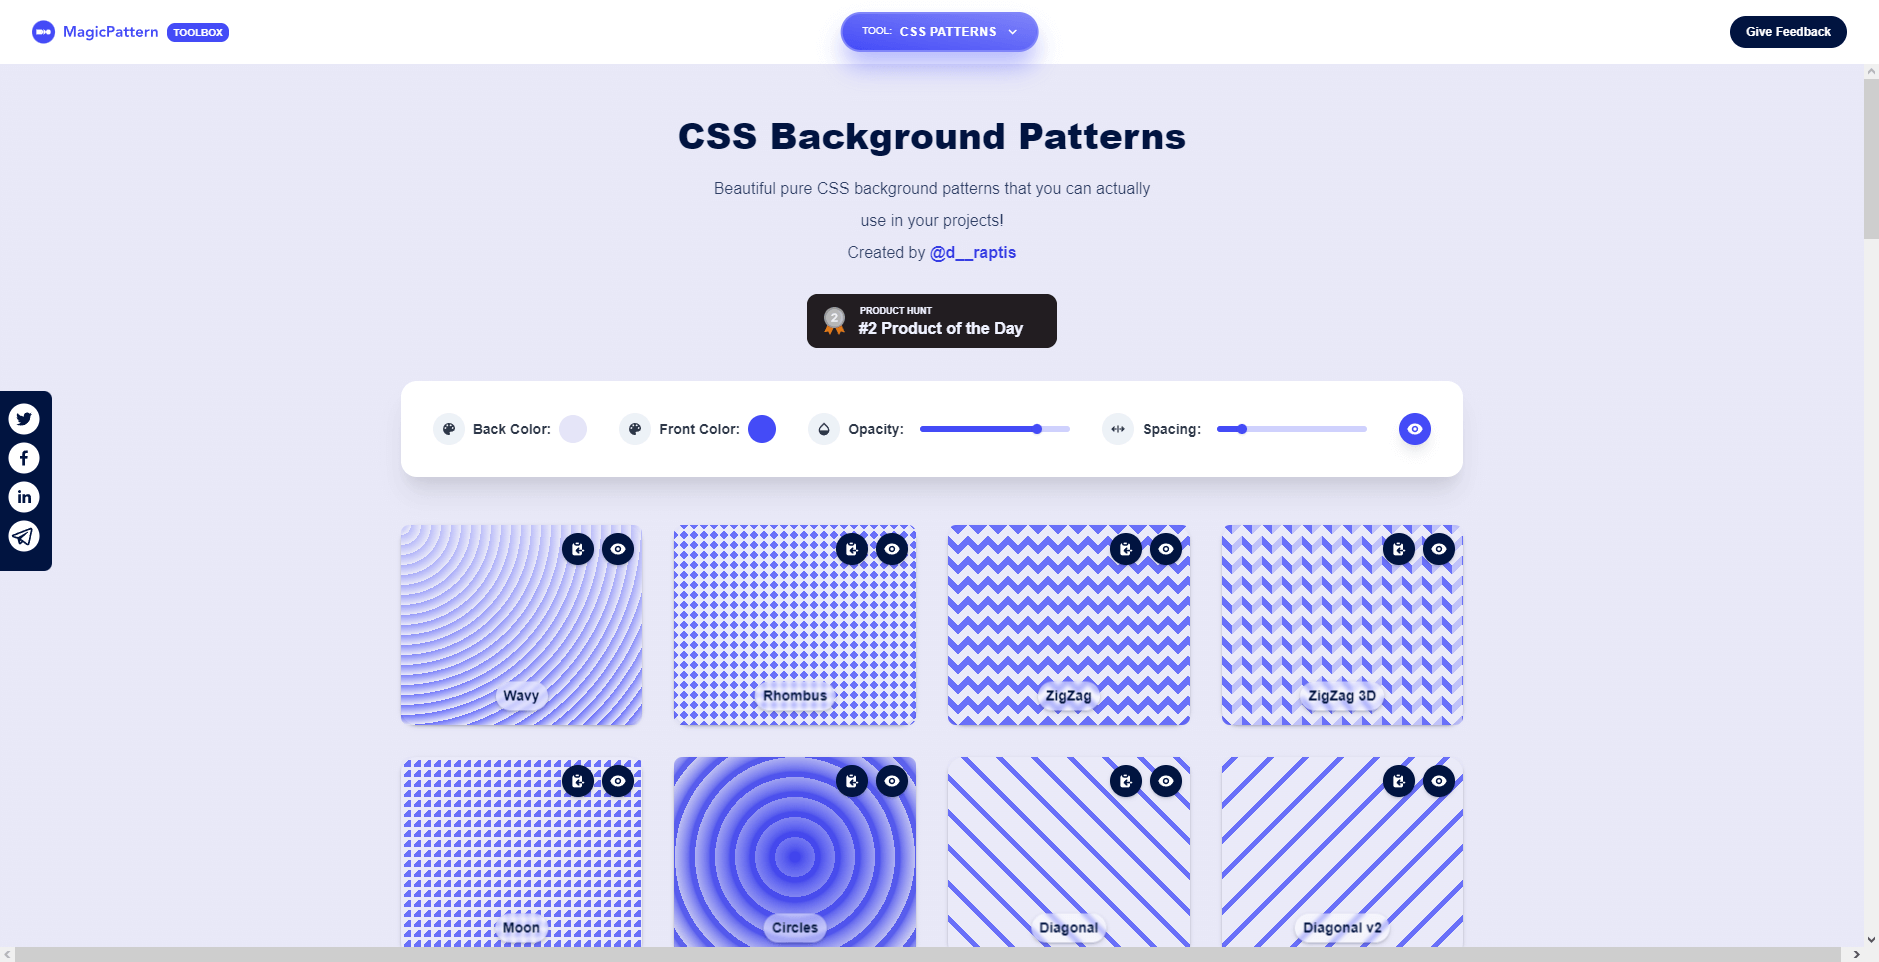 MagicPattern TOOLBOX
TOOL: CSS PATTERNS
Give Feedback
CSS Background Patterns
Beautiful pure CSS background patterns that you can actually
use in your projects!
Created by @d__raptis
2
PRODUCT HUNT
#2 Product of the Day
Back Color:
Front Color:
Opacity:
Spacing:
Wavy
Rhombus
ZigZag
ZigZag 3D
Moon
Circles
Diagonal
Diagonal v2